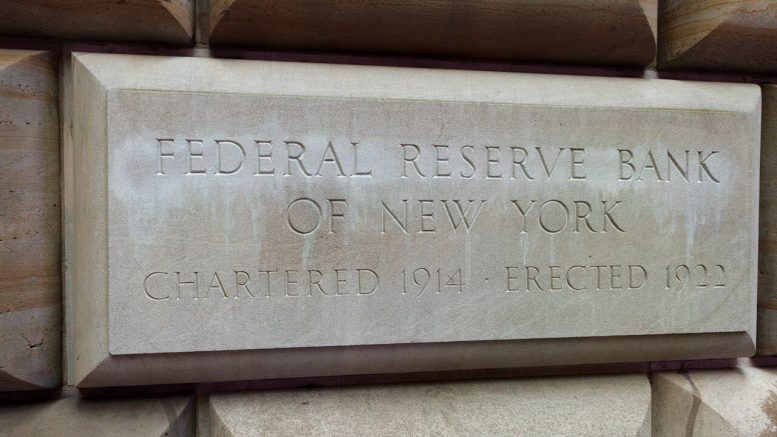 FEDERAL RESERVE BANK
OF NEW YORK
CHARTERED 1914 · ERECTED 1922